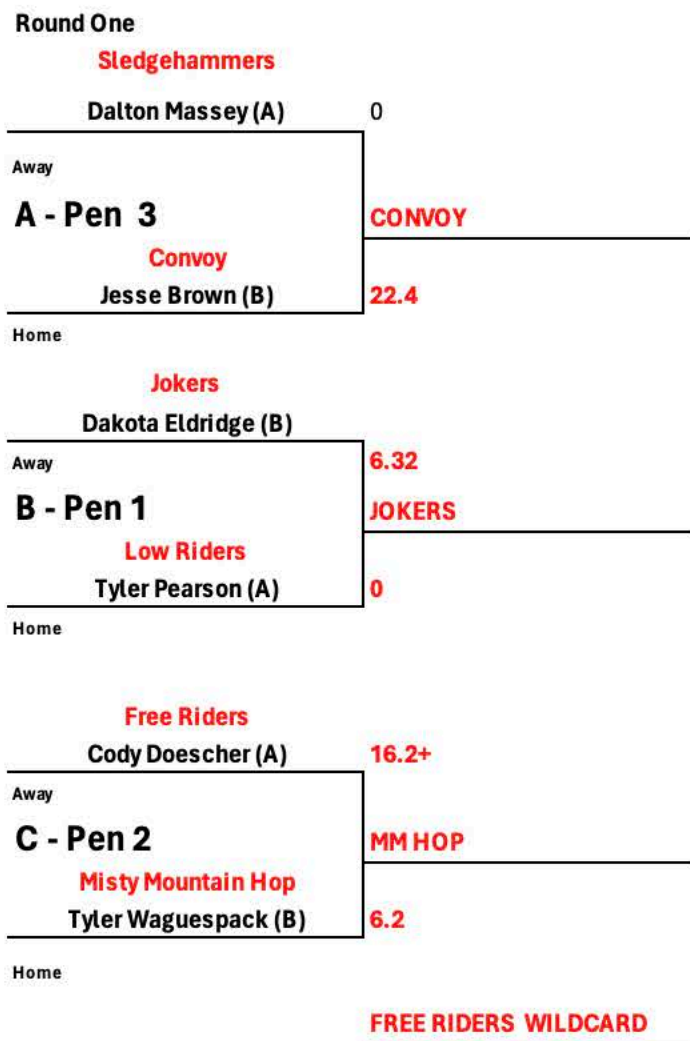 Round One
Sledgehammers
Dalton Massey (A) 0
Away
A - Pen 3 CONVOY
Convoy
Jesse Brown (B) 22.4
Home
Jokers
Dakota Eldridge (B)
Away 6.32
B - Pen 1 JOKERS
Low Riders
Tyler Pearson (A) 0
Home
Free Riders
Cody Doescher (A) 16.2+
Away
C - Pen 2 MM HOP
Misty Mountain Hop
Tyler Waguespack (B) 6.2
Home
FREE RIDERS WILDCARD